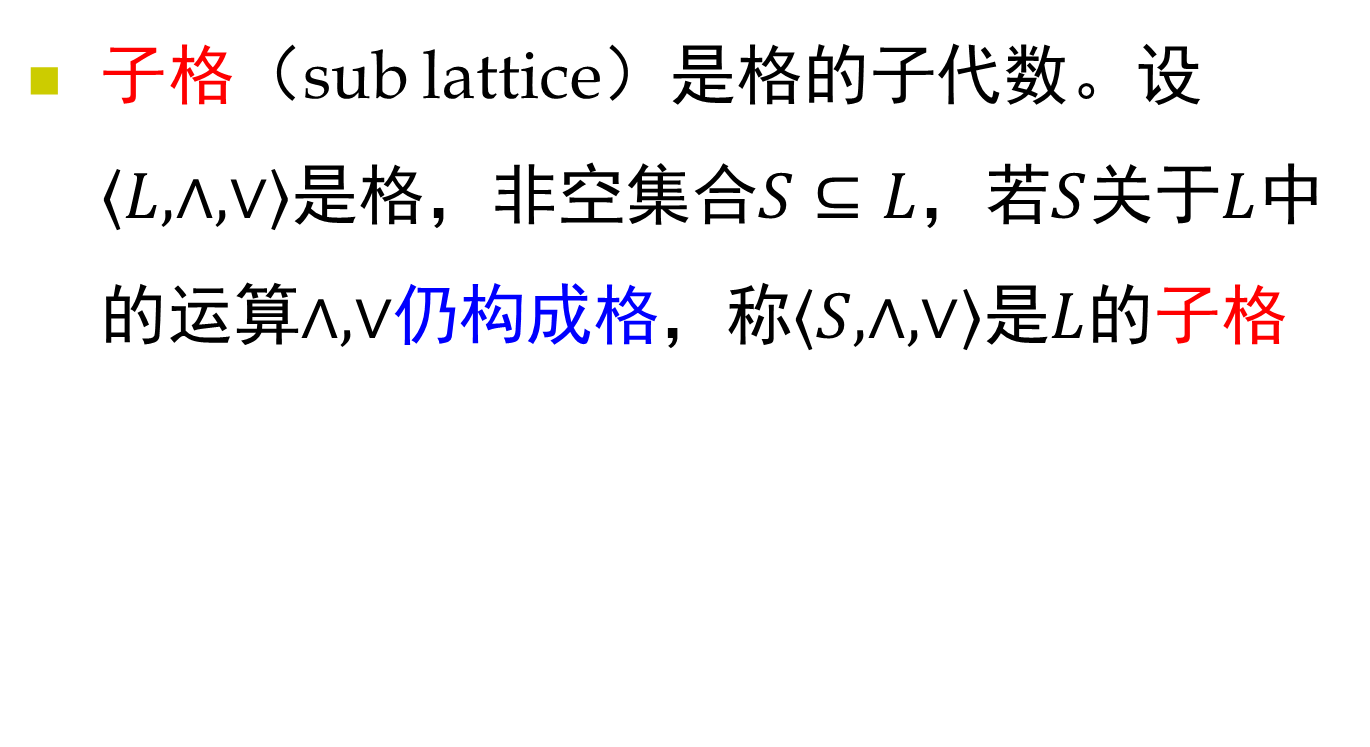 子格（sub lattice）是格的子代数。设
⟨L,∧,∨⟩是格，非空集合S ⊆ L，若S关于L中
的运算∧,∨仍构成格，称⟨S,∧,∨⟩是L的子格